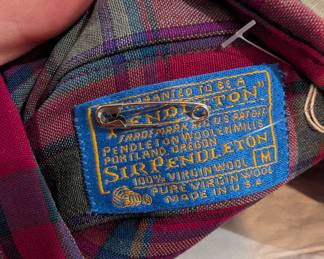 WARRANTED TO BE A
"PENDLETON"
TRADEMARK REG. U.S. PAT. OFF.
PENDLETON WOOLEN MILLS
PORTLAND, OREGON
SIR PENDLETON
100% VIRGIN WOOL M
PURE VIRGIN WOOL
MADE IN U.S.A.